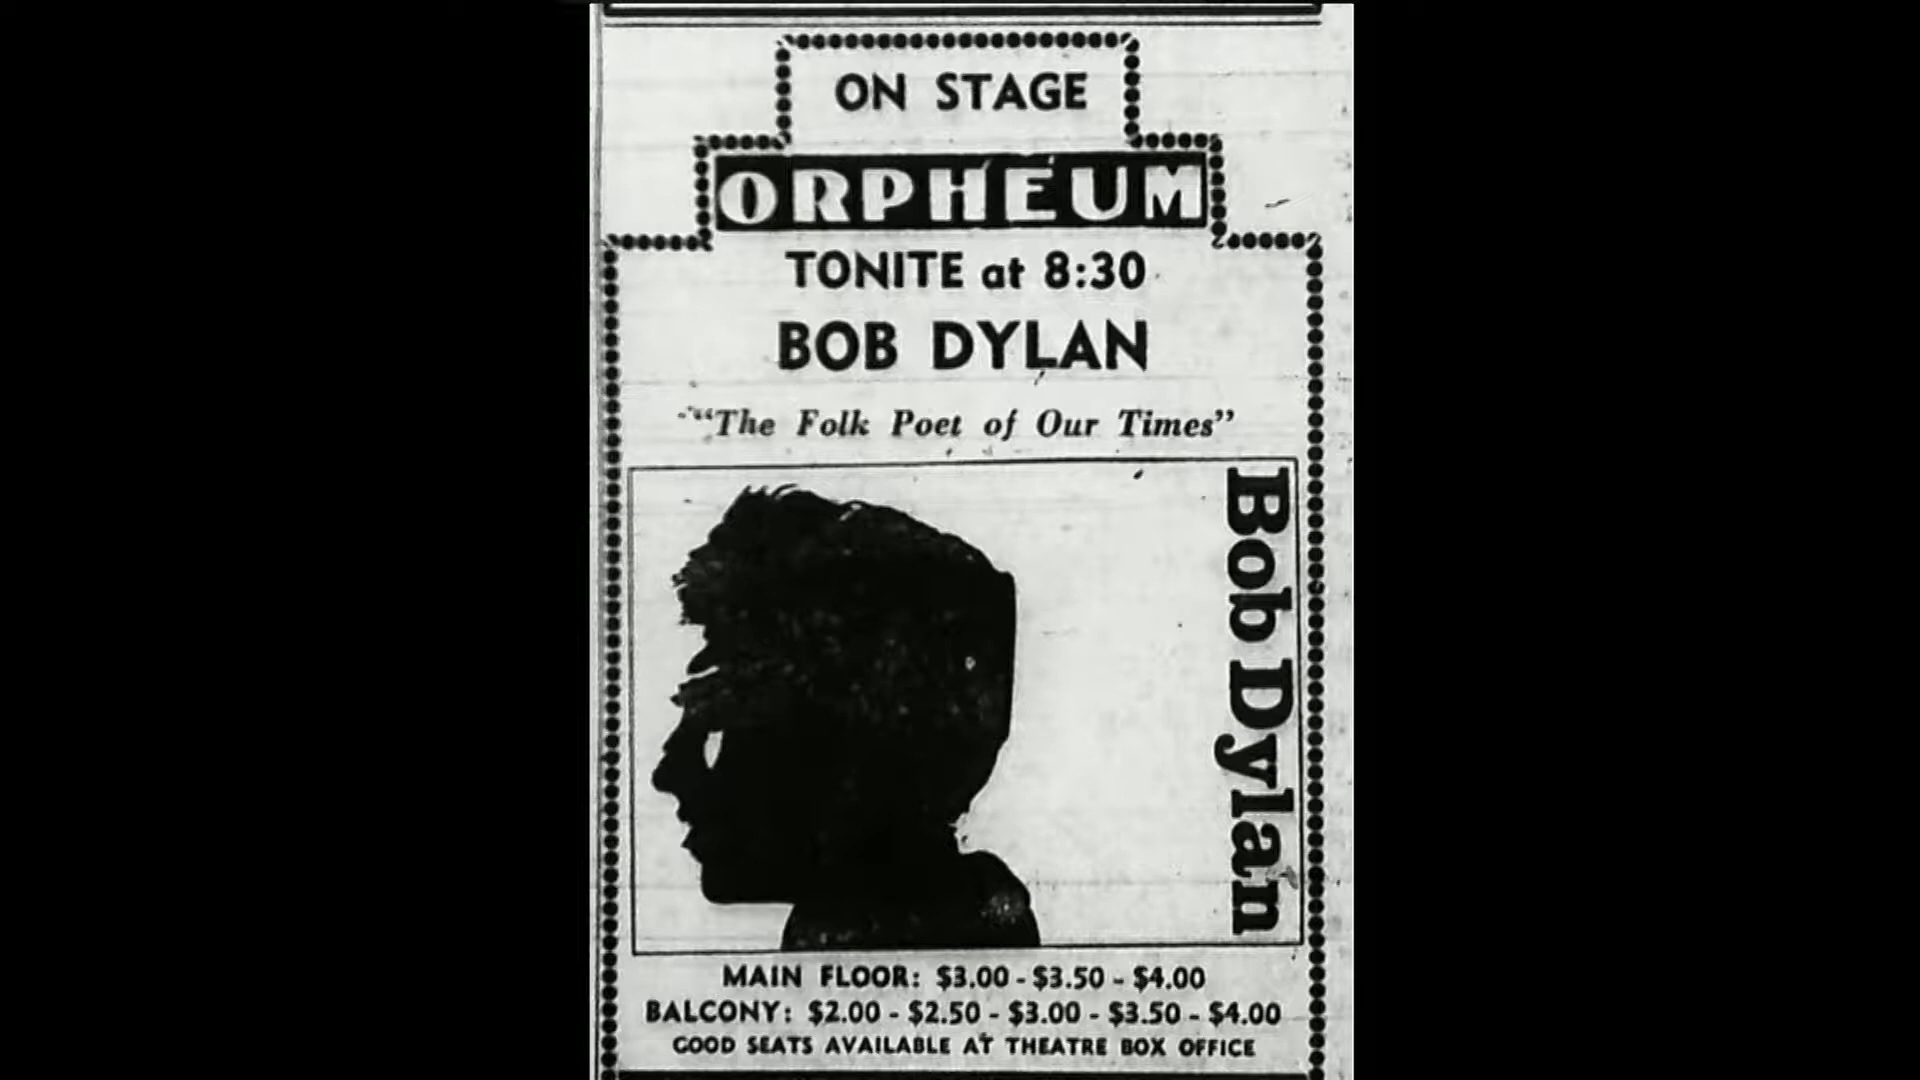 ON STAGE
ORPHEUM
TONITE at 8:30
BOB DYLAN
"The Folk Poet of Our Times"
Bob Dylan
MAIN FLOOR: $3.00 - $3.50 - $4.00
BALCONY: $2.00 - $2.50 - $3.00 - $3.50 - $4.00
GOOD SEATS AVAILABLE AT THEATRE BOX OFFICE